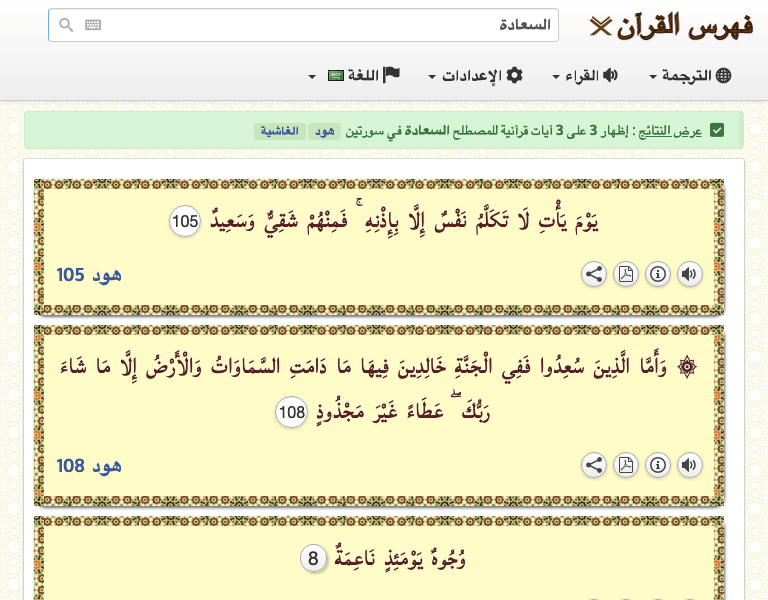 فهرس القرآن
السعادة
الترجمة القراء الإعدادات اللغة
عرض النتائج : إظهار 3 على 3 آيات قرآنية للمصطلح السعادة في سورتين هود الغاشية
يَوْمَ يَأْتِ لَا تَكَلَّمُ نَفْسٌ إِلَّا بِإِذْنِهِ ۚ فَمِنْهُمْ شَقِيٌّ وَسَعِيدٌ 105
هود 105
۞ وَأَمَّا الَّذِينَ سُعِدُوا فَفِي الْجَنَّةِ خَالِدِينَ فِيهَا مَا دَامَتِ السَّمَاوَاتُ وَالْأَرْضُ إِلَّا مَا شَاءَ
رَبُّكَ ۖ عَطَاءً غَيْرَ مَجْذُوذٍ 108
هود 108
وُجُوهٌ يَوْمَئِذٍ نَاعِمَةٌ 8